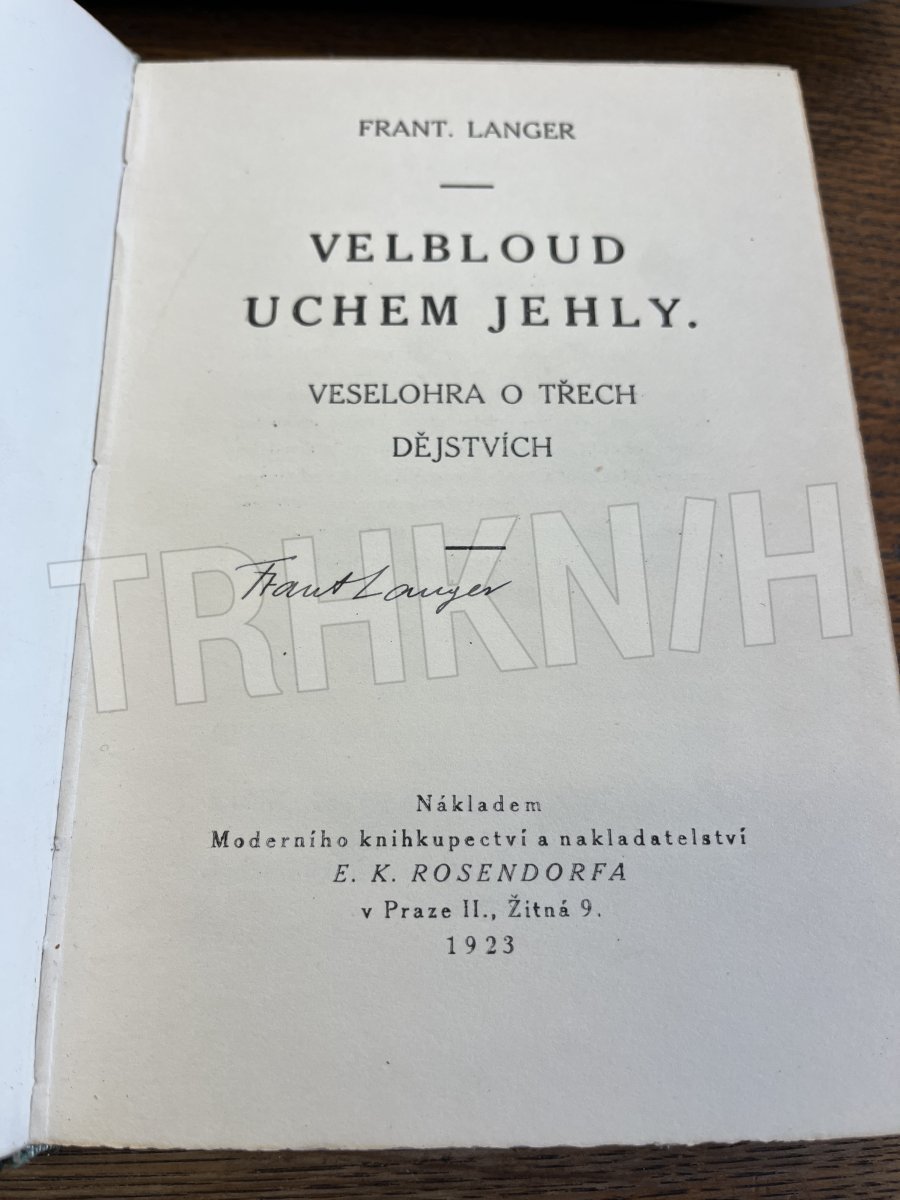 FRANT. LANGER
VELBLOUD
UCHEM JEHLY.
VESELOHRA O TŘECH
DĚJSTVÍCH
TRHKNIH
Frant Langer
Nákladem
Moderního knihkupectví a nakladatelství
E. K. ROSENDORFA
v Praze II., Žitná 9.
1923